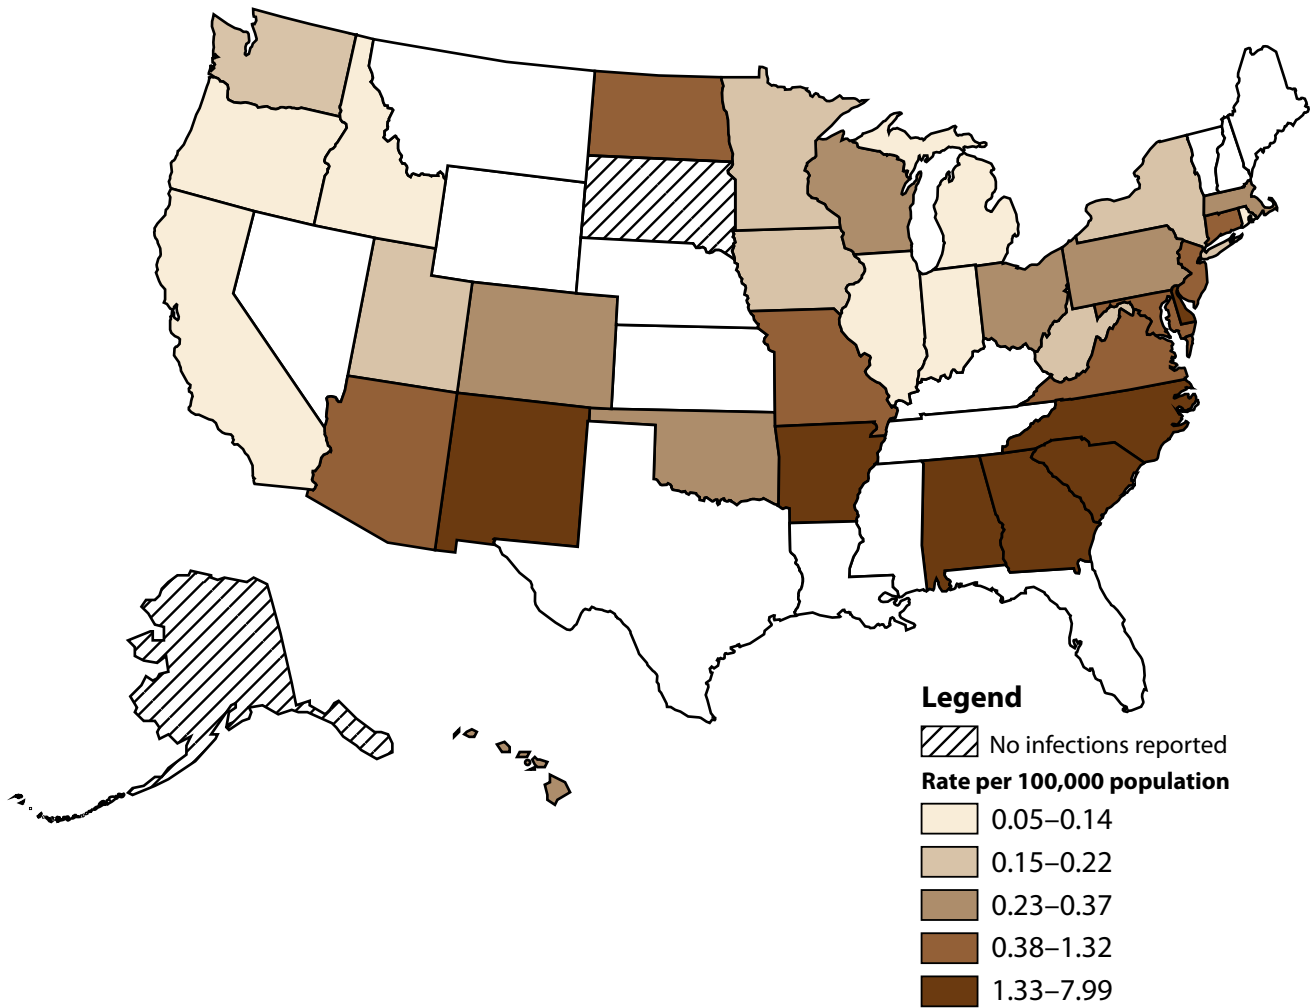 Legend
No infections reported
Rate per 100,000 population
0.05–0.14
0.15–0.22
0.23–0.37
0.38–1.32
1.33–7.99